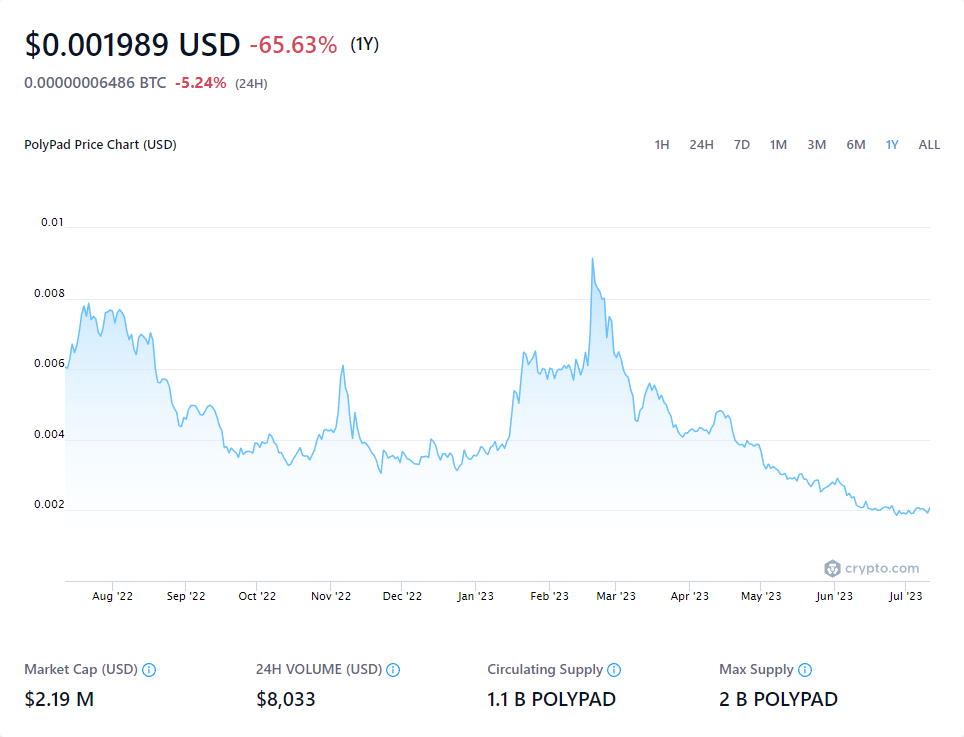 $0.001989 USD -65.63% (1Y)
0.00000006486 BTC -5.24% (24H)
PolyPad Price Chart (USD) 1H 24H 7D 1M 3M 6M 1Y ALL
0.01
0.008
0.006
0.004
0.002
crypto.com
Aug '22 Sep '22 Oct '22 Nov '22 Dec '22 Jan '23 Feb '23 Mar '23 Apr '23 May '23 Jun '23 Jul '23
Market Cap (USD) 24H VOLUME (USD) Circulating Supply Max Supply
$2.19 M $8,033 1.1 B POLYPAD 2 B POLYPAD